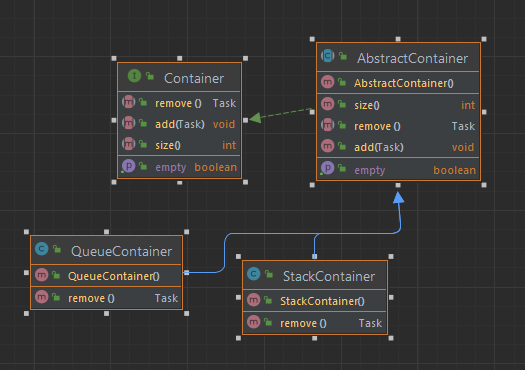 Container
remove () Task
add(Task) void
size() int
empty boolean
AbstractContainer
AbstractContainer()
size() int
remove () Task
add(Task) void
empty boolean
QueueContainer
QueueContainer()
remove () Task
StackContainer
StackContainer()
remove () Task